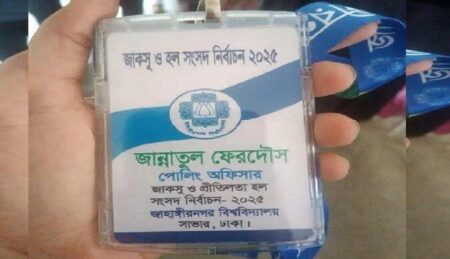 জাকসু ও হল সংসদ নির্বাচন ২০২৫
জান্নাতুল ফেরদৌস
পোলিং অফিসার
জাকসু ও প্রীতিলতা হল
সংসদ নির্বাচন- ২০২৫
জাহাঙ্গীরনগর বিশ্ববিদ্যালয়
সাভার, ঢাকা।